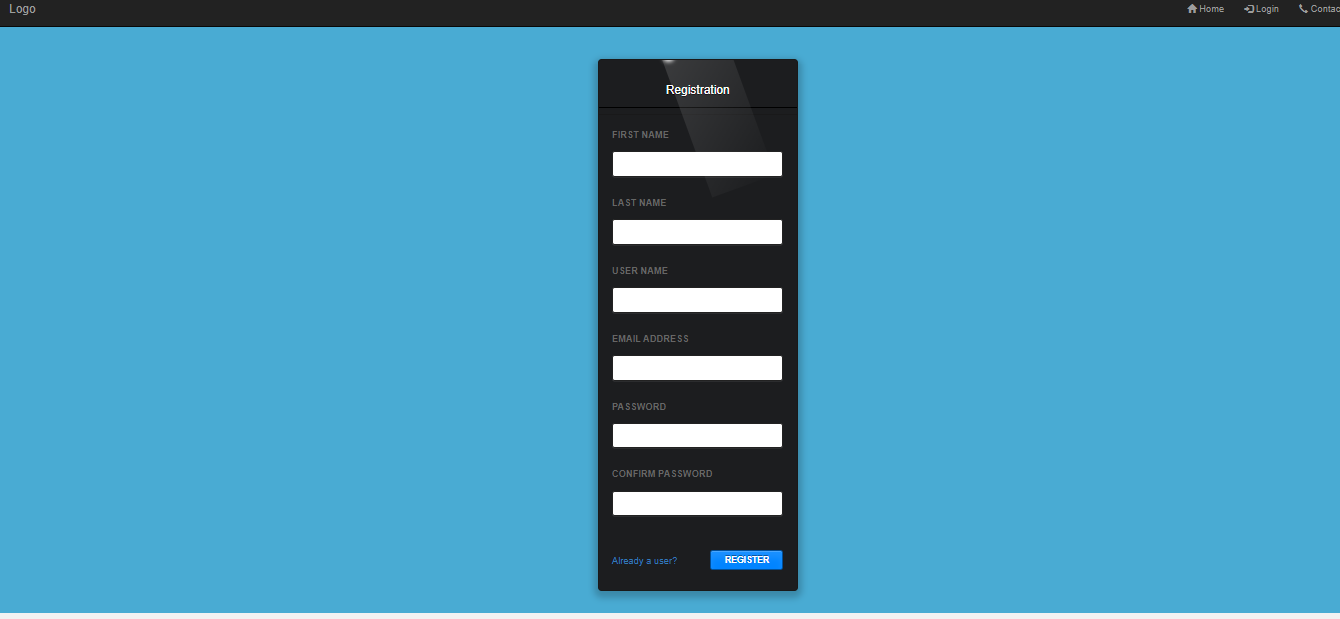 Logo
Home Login Contac
Registration
FIRST NAME
LAST NAME
USER NAME
EMAIL ADDRESS
PASSWORD
CONFIRM PASSWORD
Already a user? REGISTER